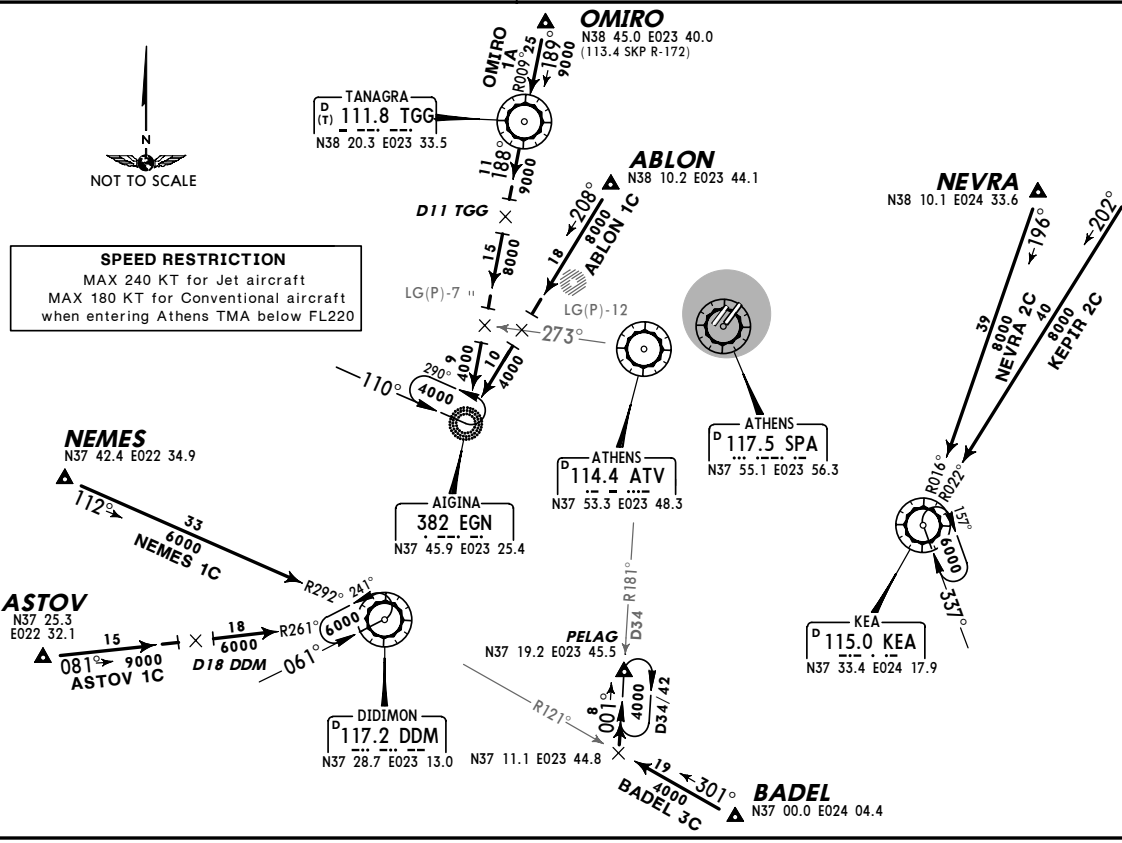 OMIRO
N38 45.0 E023 40.0
(113.4 SKP R-172)
OMIRO
1A
R009°
25
189°
9000
N
NOT TO SCALE
TANAGRA
D
(T) 111.8 TGG
N38 20.3 E023 33.5
11
188°
9000
D11 TGG
15
8000
ABLON
N38 10.2 E023 44.1
208°
8000
18
ABLON 1C
NEVRA
N38 10.1 E024 33.6
196°
202°
39
8000
NEVRA 2C
40
8000
KEPIR 2C
SPEED RESTRICTION
MAX 240 KT for Jet aircraft
MAX 180 KT for Conventional aircraft
when entering Athens TMA below FL220
LG(P)-7
LG(P)-12
273°
9
4000
10
4000
290°
4000
110°
ATHENS
D 117.5 SPA
N37 55.1 E023 56.3
ATHENS
D 114.4 ATV
N37 53.3 E023 48.3
NEMES
N37 42.4 E022 34.9
112°
33
6000
NEMES 1C
AIGINA
382 EGN
N37 45.9 E023 25.4
R016°
R022°
157°
6000
337°
KEA
D 115.0 KEA
N37 33.4 E024 17.9
R292°
241°
6000
R261°
061°
ASTOV
N37 25.3
E022 32.1
15
081°
9000
ASTOV 1C
18
6000
D18 DDM
DIDIMON
D 117.2 DDM
N37 28.7 E023 13.0
R181°
D34
PELAG
N37 19.2 E023 45.5
8
001°
4000
D34/42
R121°
N37 11.1 E023 44.8
19
301°
4000
BADEL 3C
BADEL
N37 00.0 E024 04.4